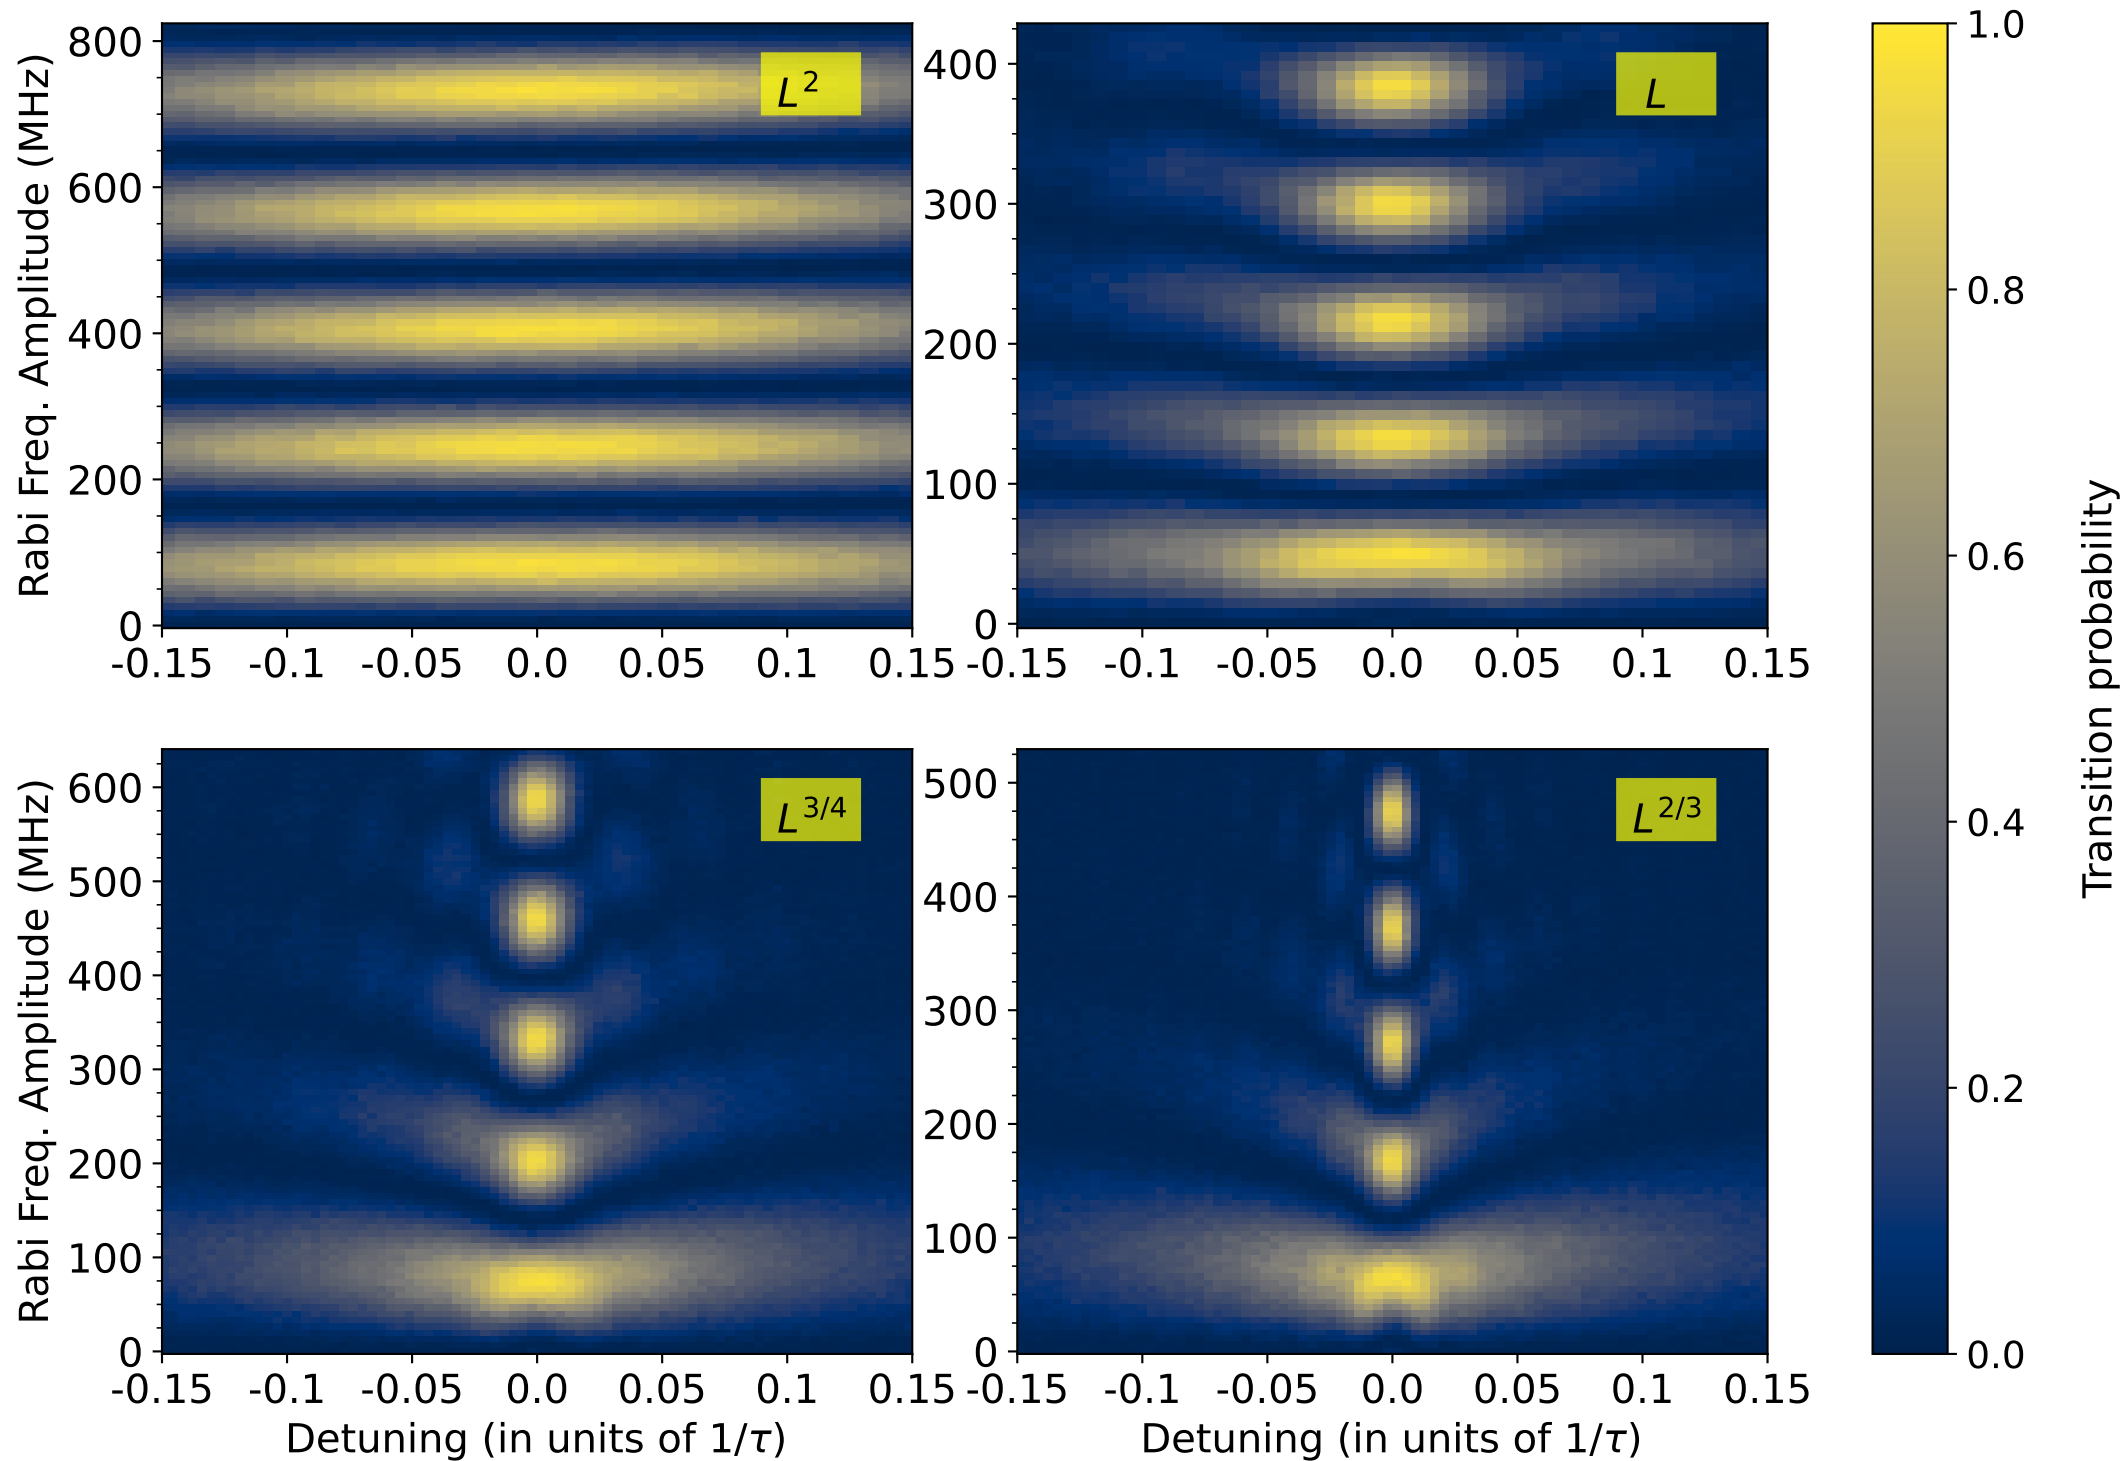 Rabi Freq. Amplitude (MHz)
800
600
400
200
0
-0.15 -0.1 -0.05 0.0 0.05 0.1 0.15
L²
400
300
200
100
0
-0.15 -0.1 -0.05 0.0 0.05 0.1 0.15
L
Rabi Freq. Amplitude (MHz)
600
500
400
300
200
100
0
-0.15 -0.1 -0.05 0.0 0.05 0.1 0.15
Detuning (in units of 1/τ)
L^{3/4}
500
400
300
200
100
0
-0.15 -0.1 -0.05 0.0 0.05 0.1 0.15
Detuning (in units of 1/τ)
L^{2/3}
1.0
0.8
0.6
0.4
0.2
0.0
Transition probability